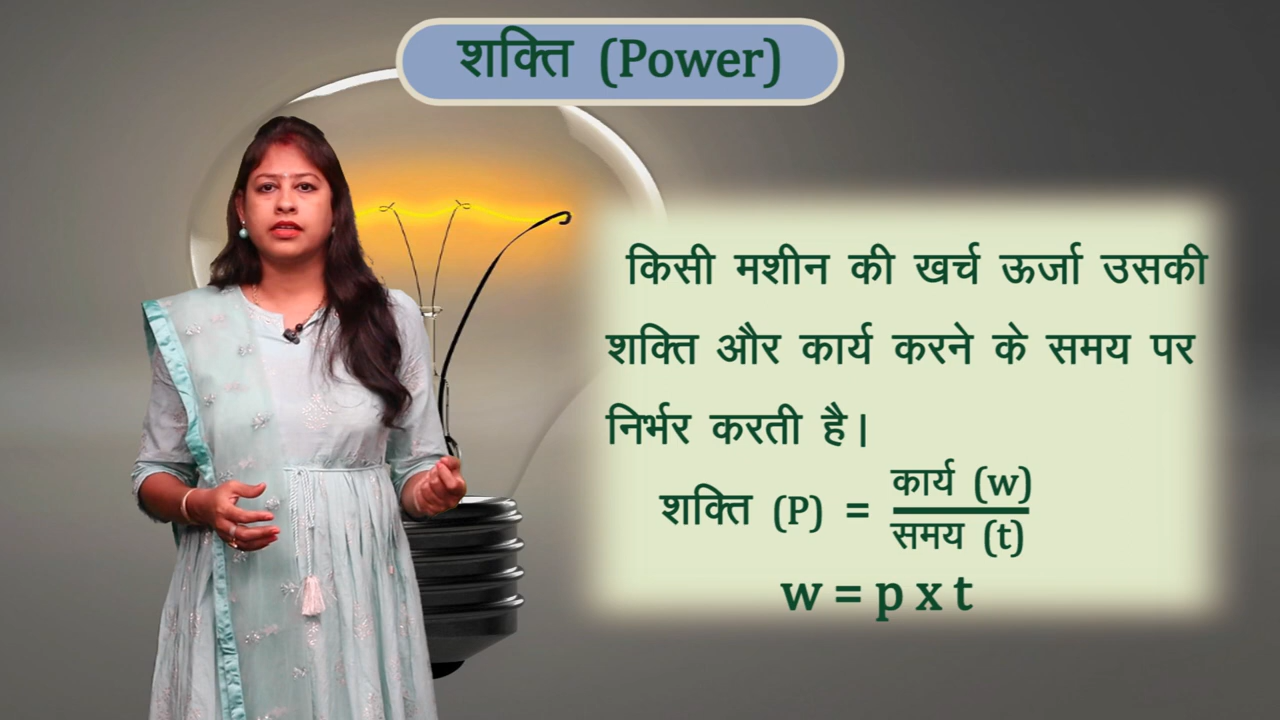 शक्ति (Power)
किसी मशीन की खर्च ऊर्जा उसकी
शक्ति और कार्य करने के समय पर
निर्भर करती है।
शक्ति (P) = कार्य (w)
समय (t)
w = p x t